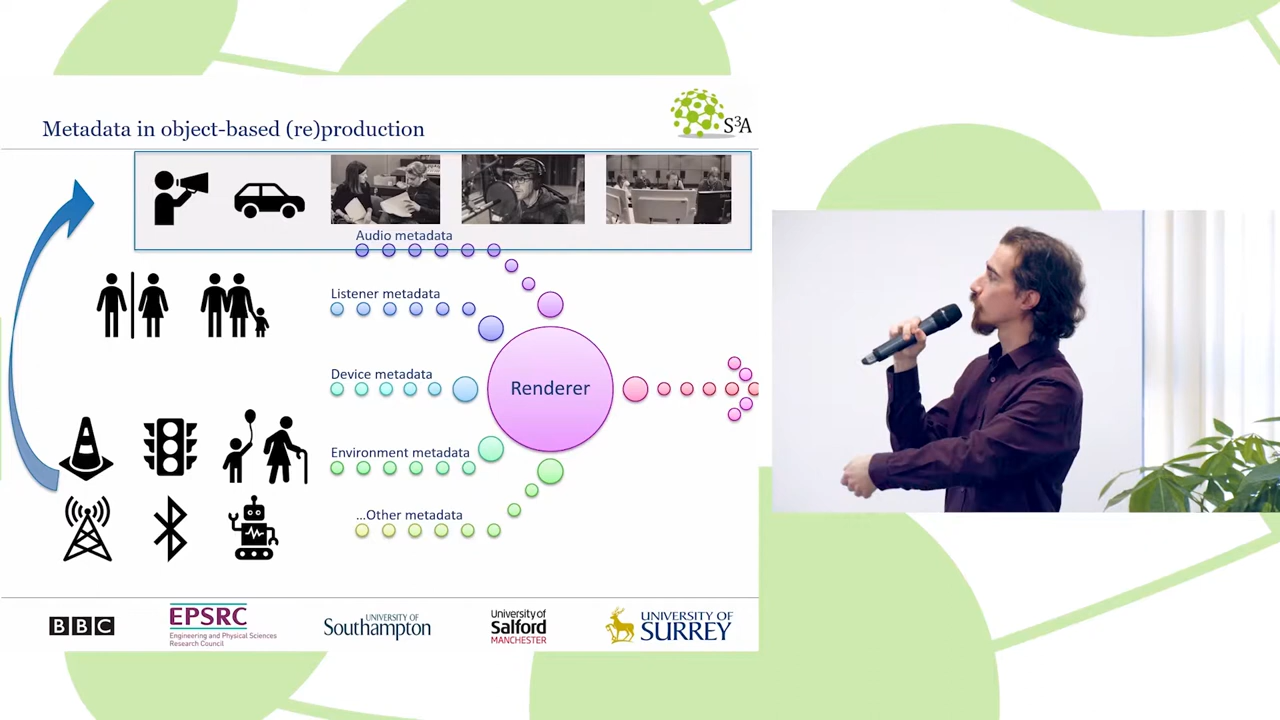 Metadata in object-based (re)production
S³A
Audio metadata
Listener metadata
Device metadata
Renderer
Environment metadata
...Other metadata
BBC
EPSRC
Engineering and Physical Sciences
Research Council
UNIVERSITY OF
Southampton
University of
Salford
MANCHESTER
UNIVERSITY OF
SURREY